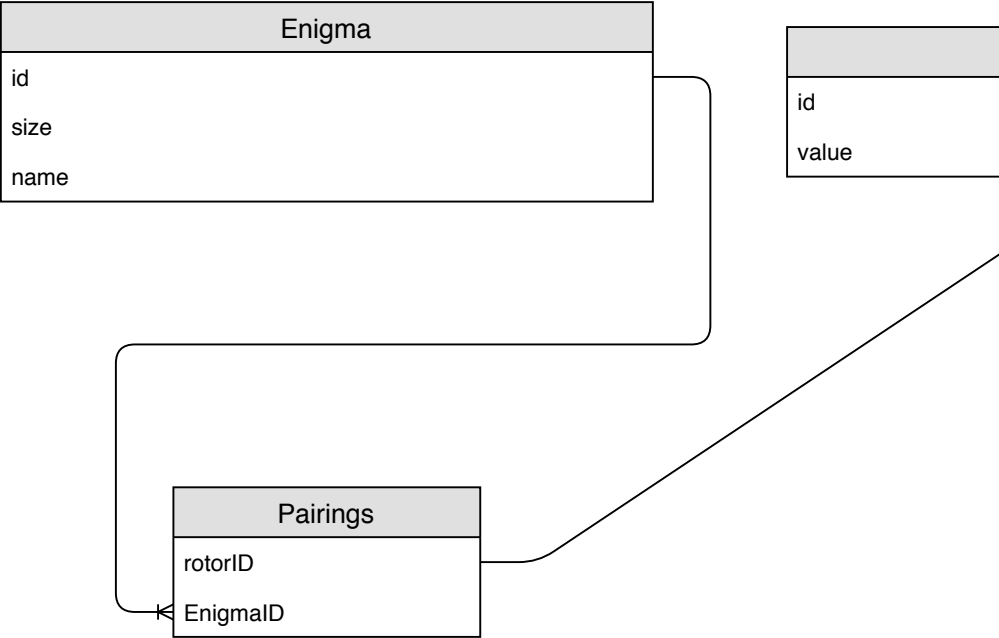 Enigma
id
size
name
id
value
Pairings
rotorID
EnigmaID